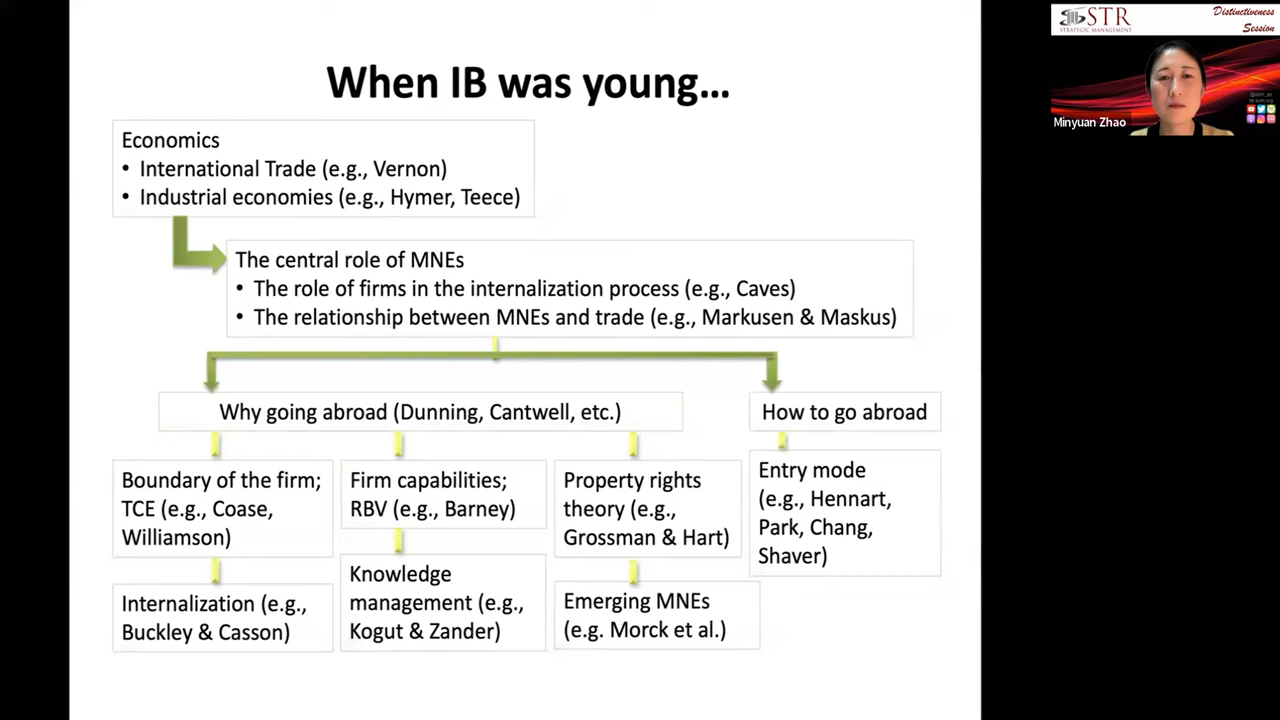 When IB was young...
Economics
• International Trade (e.g., Vernon)
• Industrial economies (e.g., Hymer, Teece)
The central role of MNEs
• The role of firms in the internalization process (e.g., Caves)
• The relationship between MNEs and trade (e.g., Markusen & Maskus)
Why going abroad (Dunning, Cantwell, etc.)
How to go abroad
Boundary of the firm;
TCE (e.g., Coase,
Williamson)
Firm capabilities;
RBV (e.g., Barney)
Property rights
theory (e.g.,
Grossman & Hart)
Entry mode
(e.g., Hennart,
Park, Chang,
Shaver)
Internalization (e.g.,
Buckley & Casson)
Knowledge
management (e.g.,
Kogut & Zander)
Emerging MNEs
(e.g. Morck et al.)
STR
STRATEGIC MANAGEMENT
Distinctiveness
Session
Minyuan Zhao